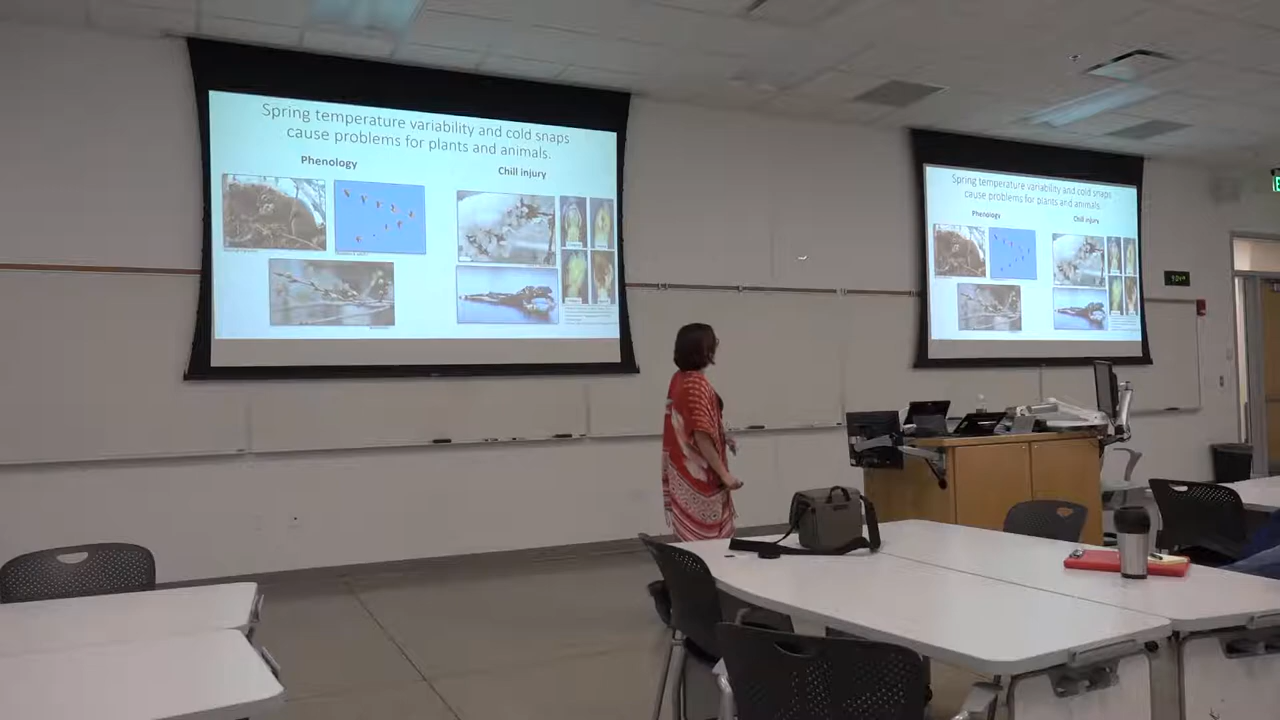 Spring temperature variability and cold snaps
cause problems for plants and animals.
Phenology
Chill injury
Spring temperature variability and cold snaps
cause problems for plants and animals.
Phenology
Chill injury